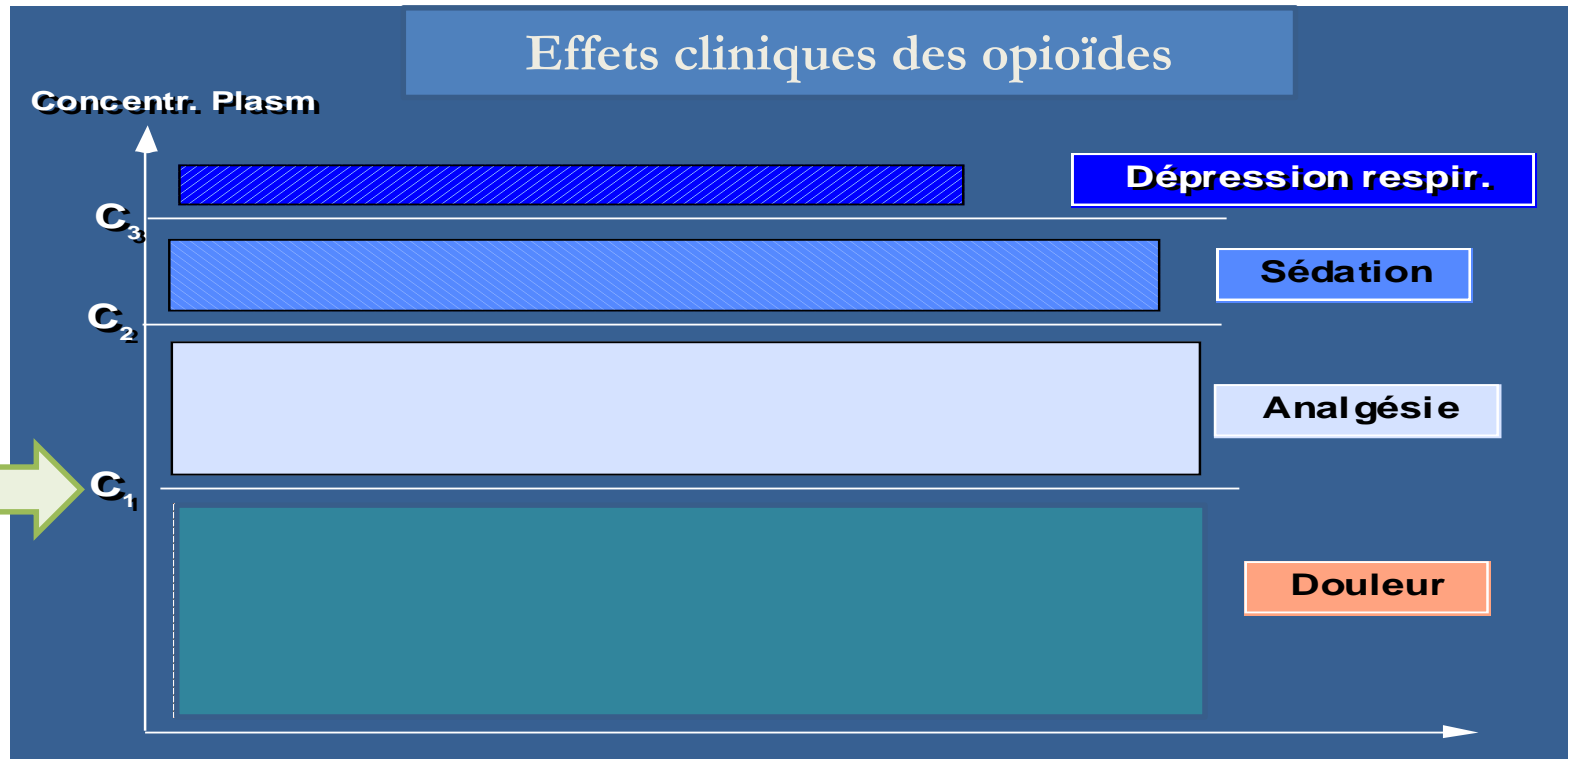 Effets cliniques des opioïdes
Concentr. Plasm
Dépression respir.
C3
Sédation
C2
Analgésie
C1
Douleur